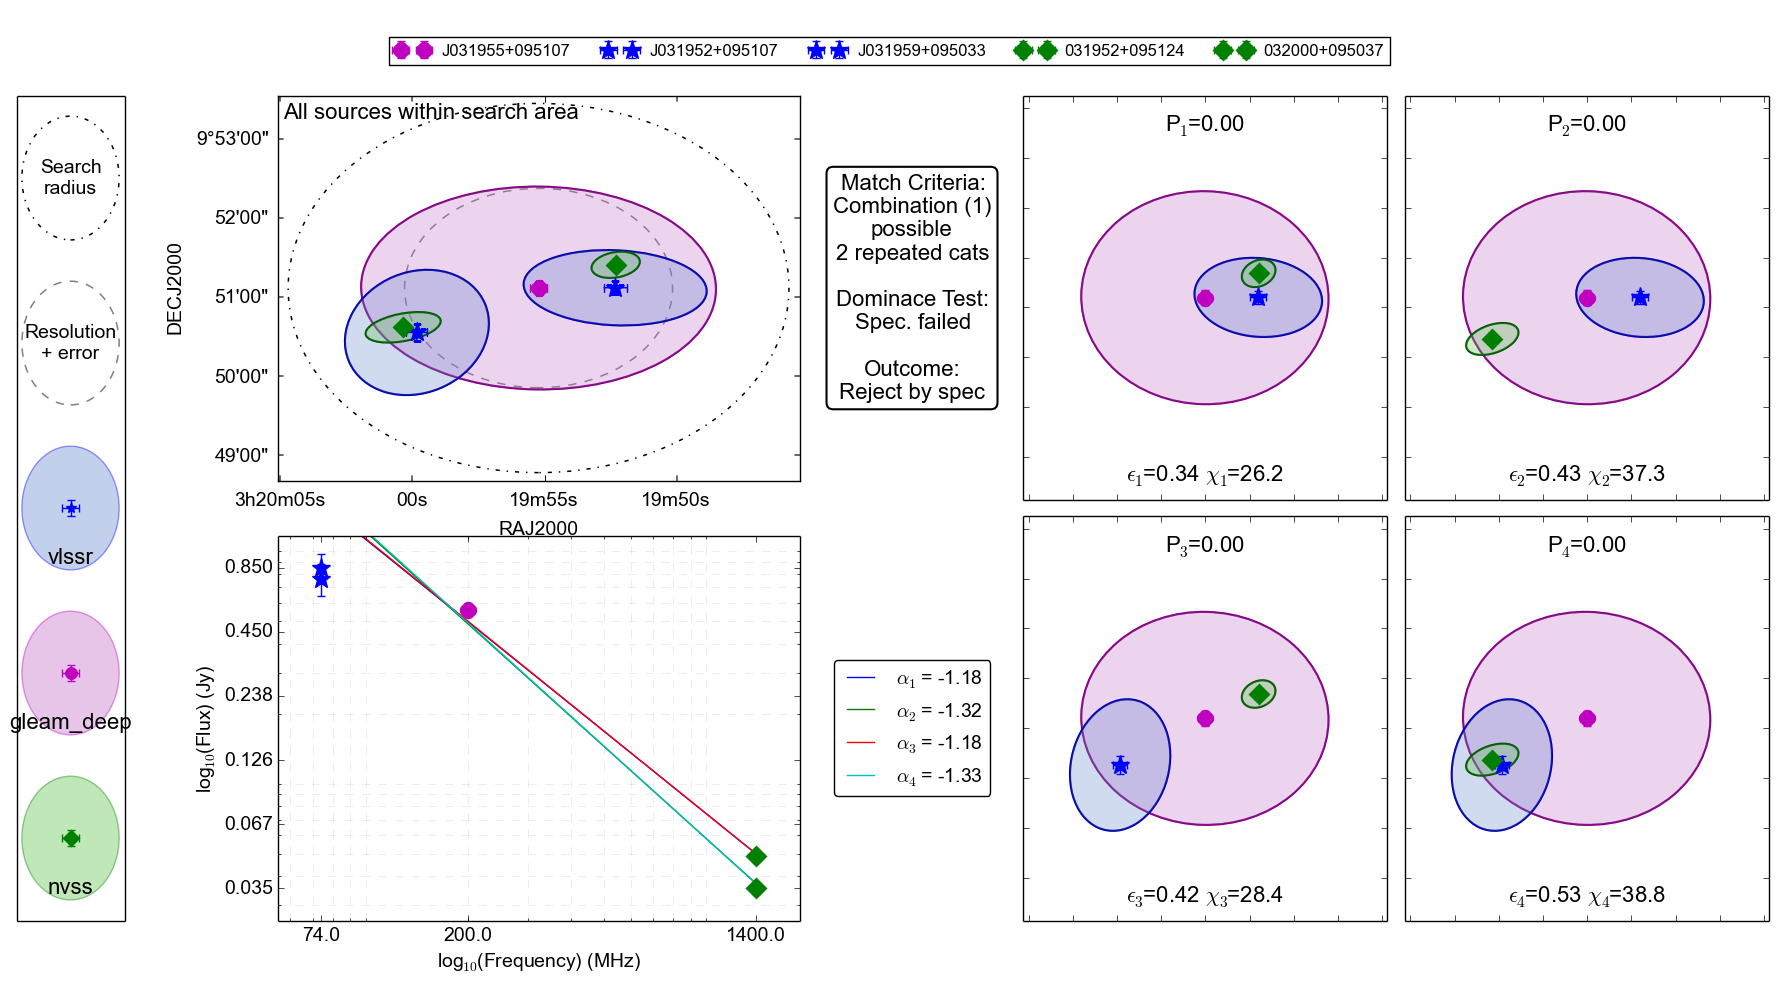 J031955+095107 J031952+095107 J031959+095033 031952+095124 032000+095037
Search
radius
Resolution
+ error
vlssr
gleam_deep
nvss
All sources within search area
DECJ2000
9°53'00"
52'00"
51'00"
50'00"
49'00"
3h20m05s 00s 19m55s 19m50s
RAJ2000
Match Criteria:
Combination (1)
possible
2 repeated cats
Dominace Test:
Spec. failed
Outcome:
Reject by spec
P₁=0.00
ϵ₁=0.34 χ₁=26.2
P₂=0.00
ϵ₂=0.43 χ₂=37.3
log₁₀(Flux) (Jy)
0.850
0.450
0.238
0.126
0.067
0.035
74.0 200.0 1400.0
log₁₀(Frequency) (MHz)
α₁ = -1.18
α₂ = -1.32
α₃ = -1.18
α₄ = -1.33
P₃=0.00
ϵ₃=0.42 χ₃=28.4
P₄=0.00
ϵ₄=0.53 χ₄=38.8